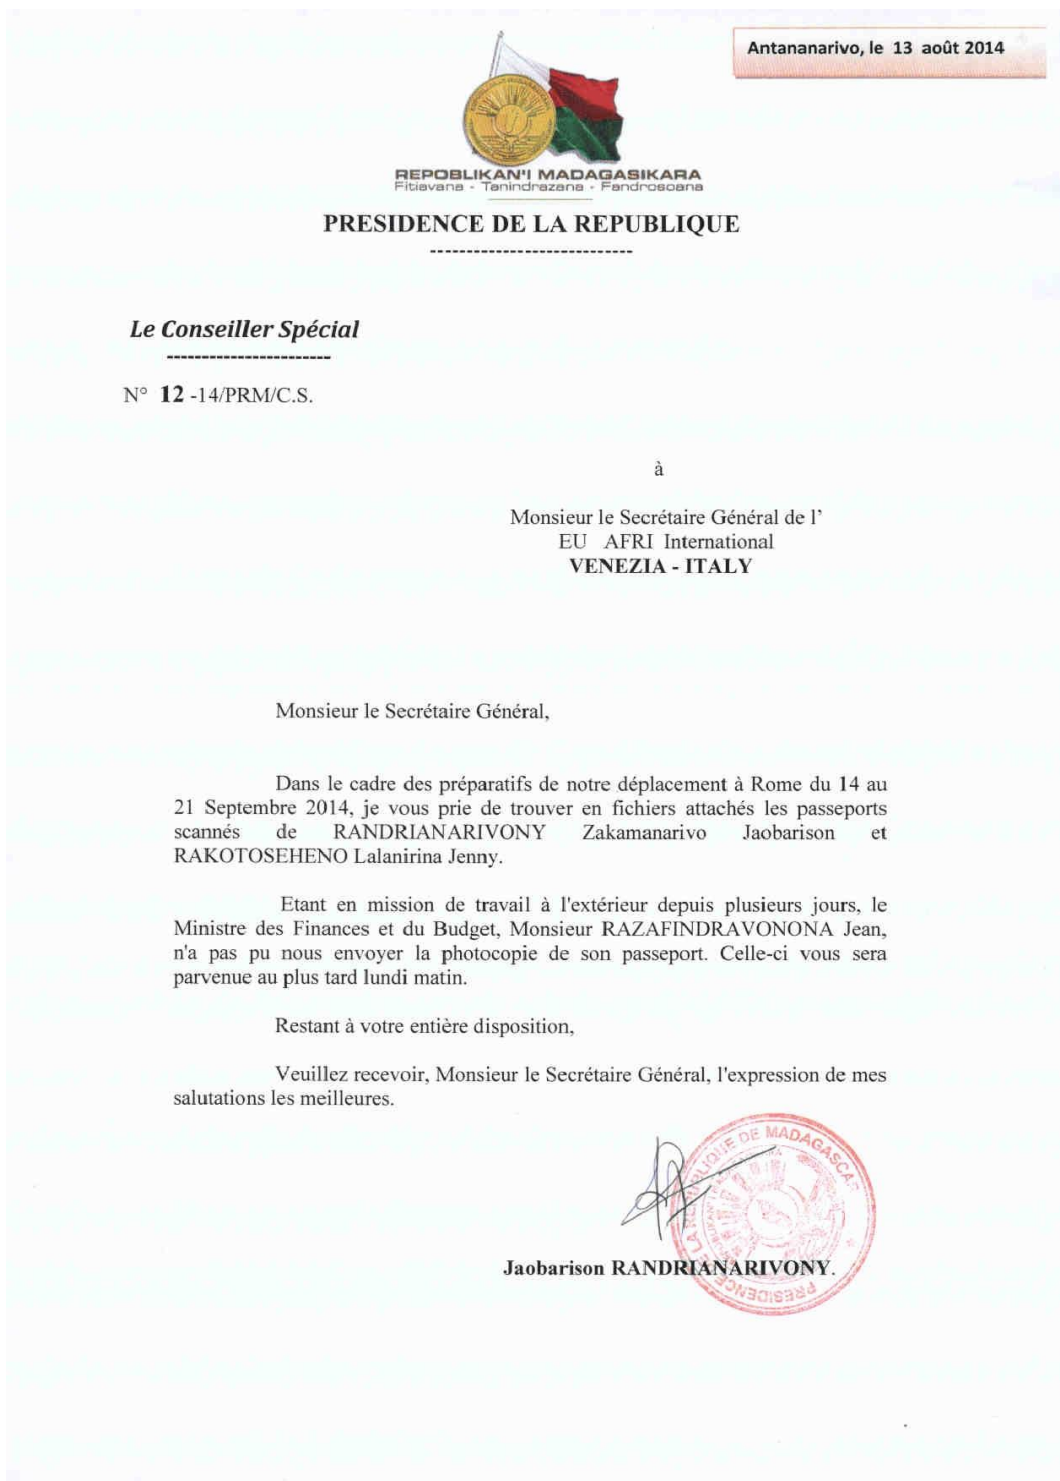 Antananarivo, le 13 août 2014
REPOBLIKAN'I MADAGASIKARA
Fitiavana - Tanindrazana - Fandrosoana
PRESIDENCE DE LA REPUBLIQUE
---------------------------
Le Conseiller Spécial
-----------------------
N° 12 -14/PRM/C.S.
à
Monsieur le Secrétaire Général de l'
EU AFRI International
VENEZIA - ITALY
Monsieur le Secrétaire Général,
Dans le cadre des préparatifs de notre déplacement à Rome du 14 au
21 Septembre 2014, je vous prie de trouver en fichiers attachés les passeports
scannés de RANDRIANARIVONY Zakamanarivo Jaobarison et
RAKOTOSEHENO Lalanirina Jenny.
Etant en mission de travail à l'extérieur depuis plusieurs jours, le
Ministre des Finances et du Budget, Monsieur RAZAFINDRAVONONA Jean,
n'a pas pu nous envoyer la photocopie de son passeport. Celle-ci vous sera
parvenue au plus tard lundi matin.
Restant à votre entière disposition,
Veuillez recevoir, Monsieur le Secrétaire Général, l'expression de mes
salutations les meilleures.
PRESIDENCE DE LA REPUBLIQUE DE MADAGASCAR
Jaobarison RANDRIANARIVONY.